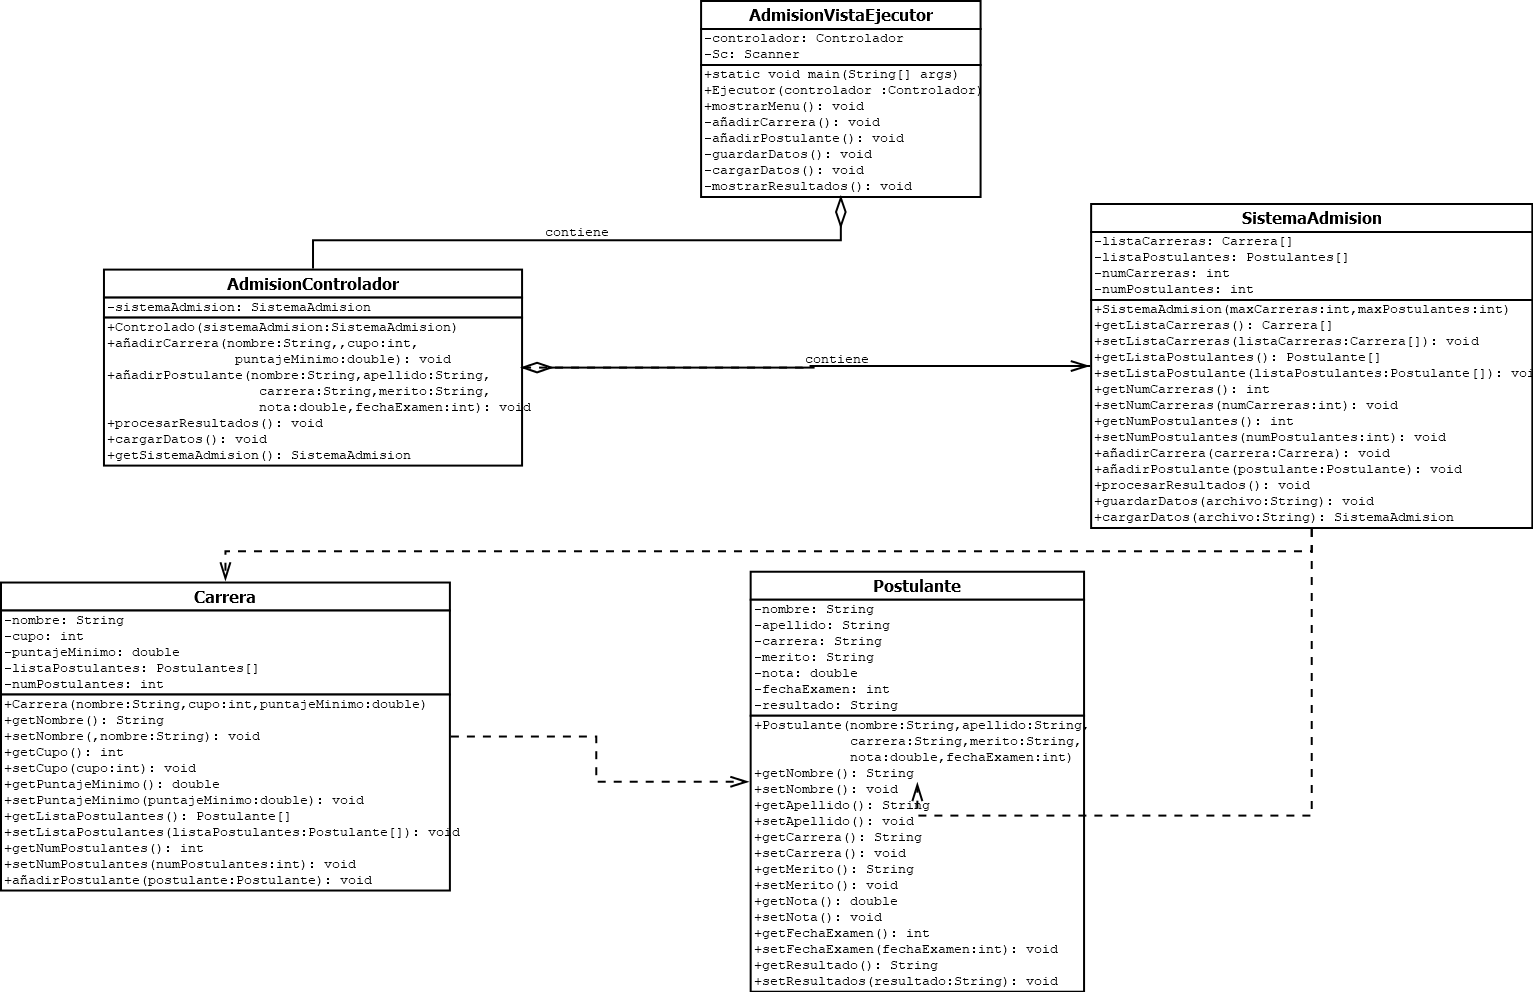 AdmisionVistaEjecutor
-controlador: Controlador
-Sc: Scanner
+static void main(String[] args)
+Ejecutor(controlador :Controlador)
+mostrarMenu(): void
-añadirCarrera(): void
-añadirPostulante(): void
-guardarDatos(): void
-cargarDatos(): void
-mostrarResultados(): void
contiene
AdmisionControlador
-sistemaAdmision: SistemaAdmision
+Controlado(sistemaAdmision:SistemaAdmision)
+añadirCarrera(nombre:String,,cupo:int,
puntajeMinimo:double): void
+añadirPostulante(nombre:String,apellido:String,
carrera:String,merito:String,
nota:double,fechaExamen:int): void
+procesarResultados(): void
+cargarDatos(): void
+getSistemaAdmision(): SistemaAdmision
contiene
SistemaAdmision
-listaCarreras: Carrera[]
-listaPostulantes: Postulantes[]
-numCarreras: int
-numPostulantes: int
+SistemaAdmision(maxCarreras:int,maxPostulantes:int)
+getListaCarreras(): Carrera[]
+setListaCarreras(listaCarreras:Carrera[]): void
+getListaPostulantes(): Postulante[]
+setListaPostulante(listaPostulantes:Postulante[]): voi
+getNumCarreras(): int
+setNumCarreras(numCarreras:int): void
+getNumPostulantes(): int
+setNumPostulantes(numPostulantes:int): void
+añadirCarrera(carrera:Carrera): void
+añadirPostulante(postulante:Postulante): void
+procesarResultados(): void
+guardarDatos(archivo:String): void
+cargarDatos(archivo:String): SistemaAdmision
Carrera
-nombre: String
-cupo: int
-puntajeMinimo: double
-listaPostulantes: Postulantes[]
-numPostulantes: int
+Carrera(nombre:String,cupo:int,puntajeMinimo:double)
+getNombre(): String
+setNombre(,nombre:String): void
+getCupo(): int
+setCupo(cupo:int): void
+getPuntajeMinimo(): double
+setPuntajeMinimo(puntajeMinimo:double): void
+getListaPostulantes(): Postulante[]
+setListaPostulantes(listaPostulantes:Postulante[]): void
+getNumPostulantes(): int
+setNumPostulantes(numPostulantes:int): void
+añadirPostulante(postulante:Postulante): void
Postulante
-nombre: String
-apellido: String
-carrera: String
-merito: String
-nota: double
-fechaExamen: int
-resultado: String
+Postulante(nombre:String,apellido:String,
carrera:String,merito:String,
nota:double,fechaExamen:int)
+getNombre(): String
+setNombre(): void
+getApellido(): String
+setApellido(): void
+getCarrera(): String
+setCarrera(): void
+getMerito(): String
+setMerito(): void
+getNota(): double
+setNota(): void
+getFechaExamen(): int
+setFechaExamen(fechaExamen:int): void
+getResultado(): String
+setResultados(resultado:String): void